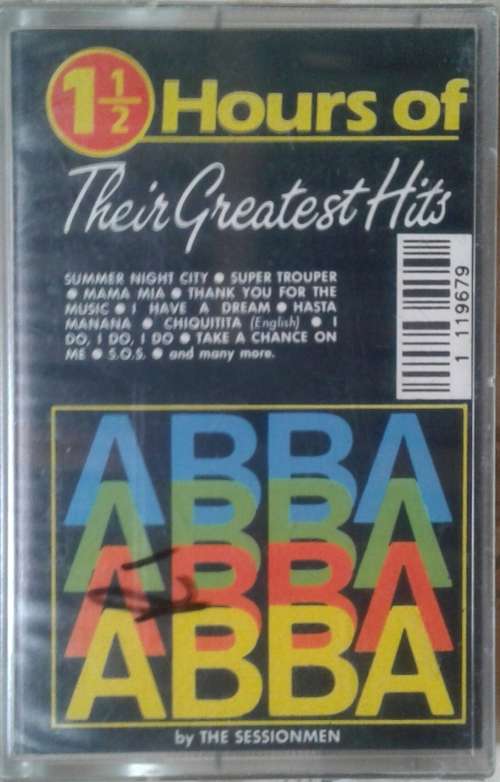 1 1/2 Hours of
Their Greatest Hits
SUMMER NIGHT CITY ● SUPER TROUPER
● MAMA MIA ● THANK YOU FOR THE
MUSIC ● I HAVE A DREAM ● HASTA
MANANA ● CHIQUITITA (English) ● I
DO, I DO, I DO ● TAKE A CHANCE ON
ME ● S.O.S. ● and many more.
1 119679
ABBA
ABBA
ABBA
ABBA
by THE SESSIONMEN